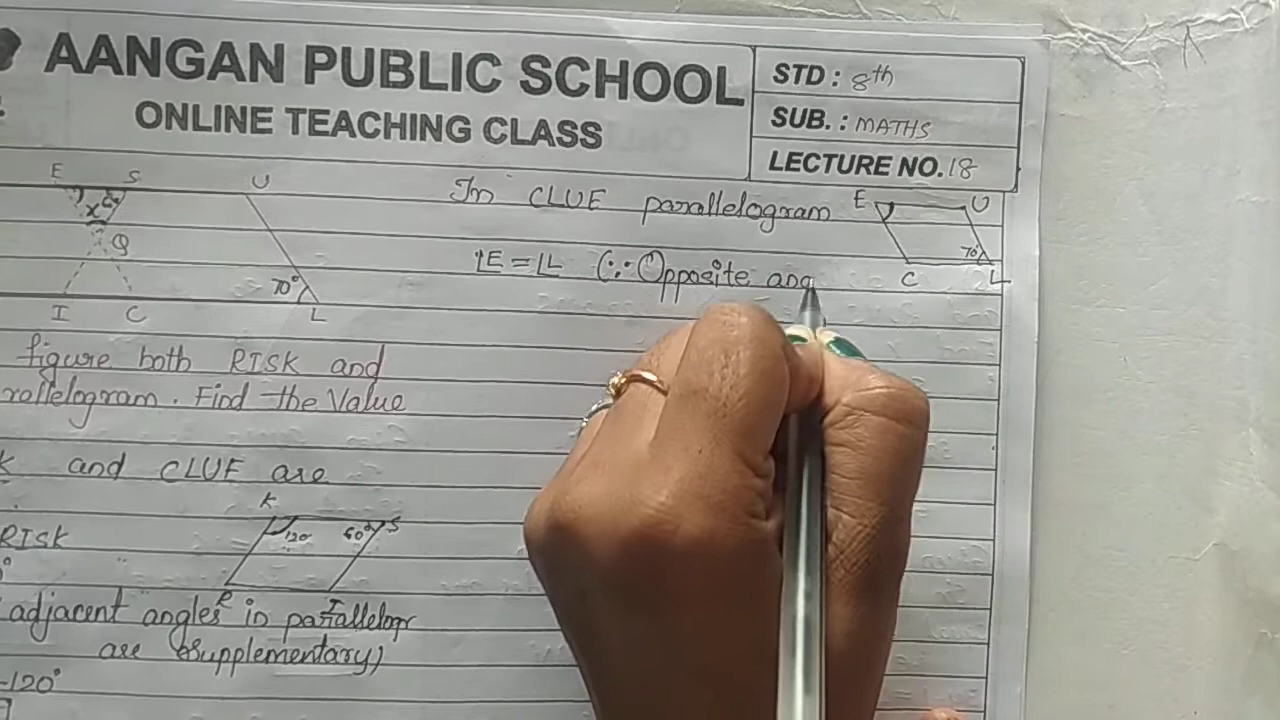 AANGAN PUBLIC SCHOOL
ONLINE TEACHING CLASS
STD : 8th
SUB. : MATHS
LECTURE NO. 18
E S U
Q
70°
I C L
In CLUE parallelogram
E U
70°
C L
∠E = ∠L (∵ Opposite ang
figure both RISK and
rallelogram. Find the Value
K and CLUE are
K
120° 60° S
R I
RISK
adjacent angles in parallelogr
are supplementary)
-120°